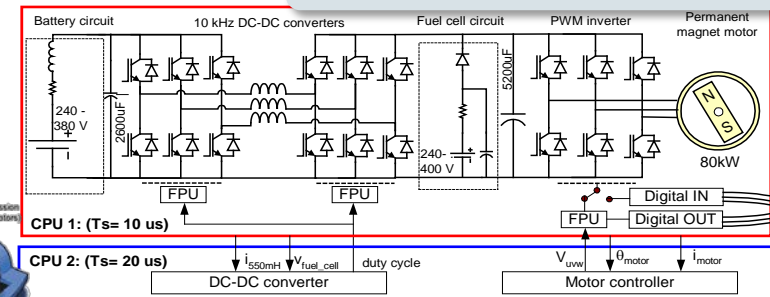 Battery circuit
10 kHz DC-DC converters
Fuel cell circuit
PWM inverter
Permanent
magnet motor
240 -
380 V
2600uF
240-
400 V
5200uF
N
S
80kW
FPU
FPU
FPU
Digital IN
Digital OUT
CPU 1: (Ts= 10 us)
CPU 2: (Ts= 20 us)
i550mH
vfuel_cell
duty cycle
Vuvw
θmotor
imotor
DC-DC converter
Motor controller